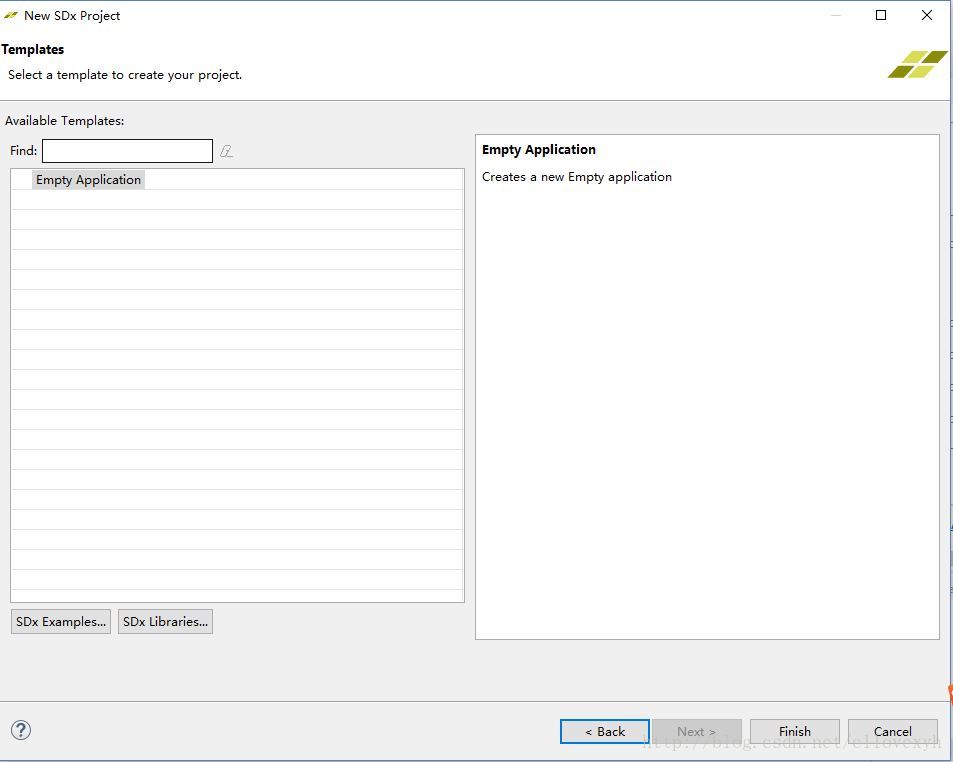 New SDx Project
Templates
Select a template to create your project.
Available Templates:
Find:
Empty Application
Empty Application
Creates a new Empty application
SDx Examples...
SDx Libraries...
< Back
Next >
Finish
Cancel
http://blog.csdn.net/cllovexyh